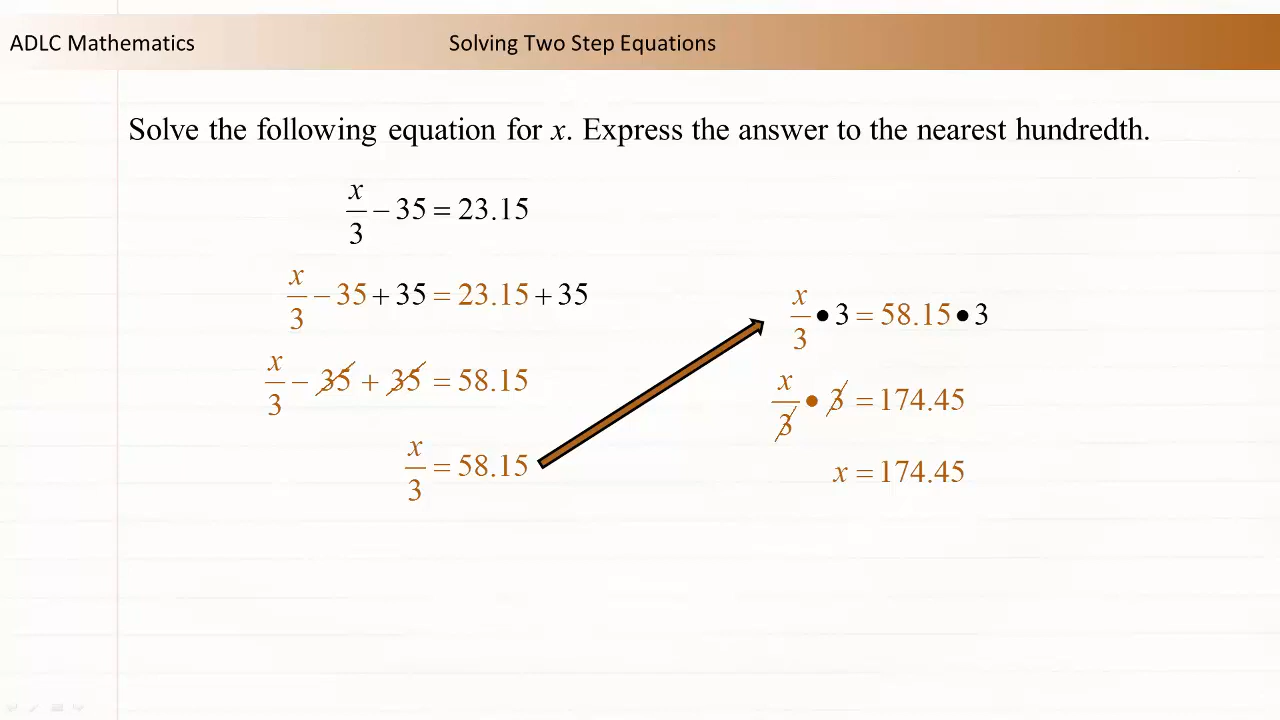 ADLC Mathematics
Solving Two Step Equations
Solve the following equation for x. Express the answer to the nearest hundredth.
x/3 − 35 = 23.15
x/3 − 35 + 35 = 23.15 + 35
x/3 − 35 + 35 = 58.15
x/3 = 58.15
x/3 • 3 = 58.15 • 3
x/3 • 3 = 174.45
x = 174.45